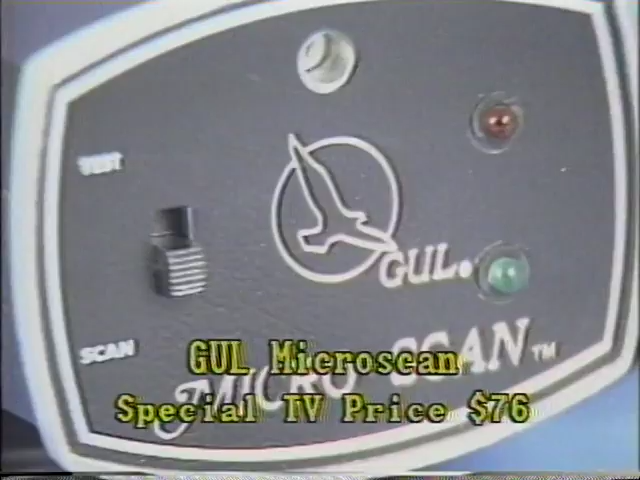 TEST
GUL.
SCAN
MICRO-SCAN™
GUL Microscan
Special TV Price $76